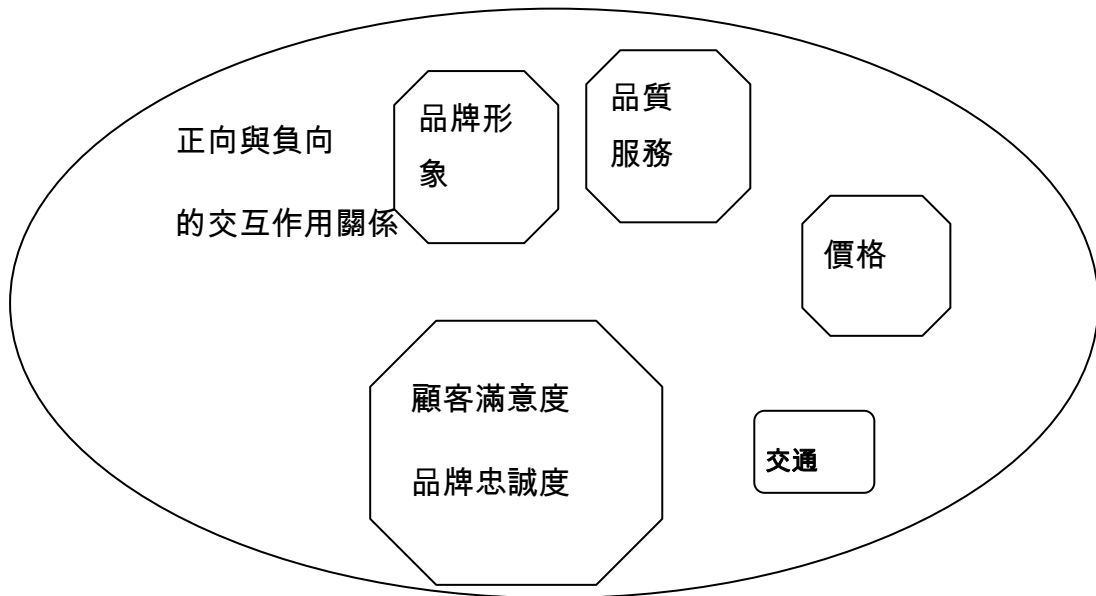 正向與負向
的交互作用關係
品牌形
象
品質
服務
價格
顧客滿意度
品牌忠誠度
交通